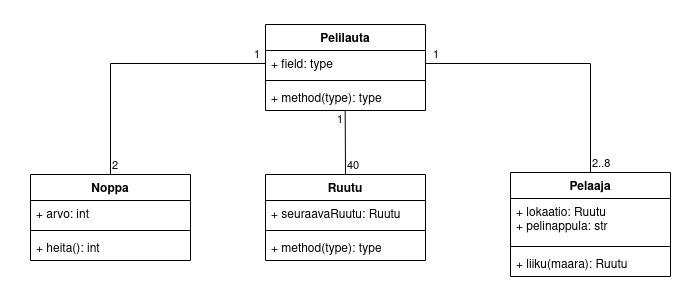 Pelilauta
+ field: type
+ method(type): type
1
1
1
2
40
2..8
Noppa
+ arvo: int
+ heita(): int
Ruutu
+ seuraavaRuutu: Ruutu
+ method(type): type
Pelaaja
+ lokaatio: Ruutu
+ pelinappula: str
+ liiku(maara): Ruutu